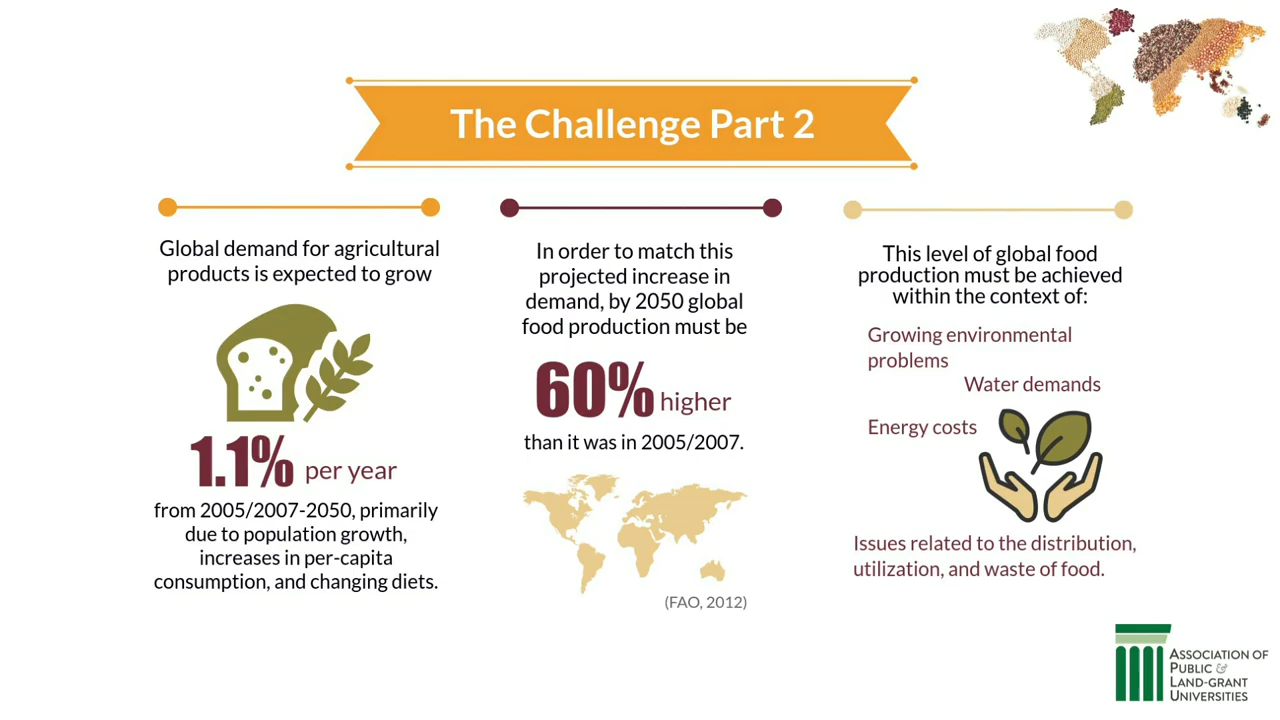 The Challenge Part 2
Global demand for agricultural
products is expected to grow
1.1% per year
from 2005/2007-2050, primarily
due to population growth,
increases in per-capita
consumption, and changing diets.
In order to match this
projected increase in
demand, by 2050 global
food production must be
60% higher
than it was in 2005/2007.
(FAO, 2012)
This level of global food
production must be achieved
within the context of:
Growing environmental
problems
Water demands
Energy costs
Issues related to the distribution,
utilization, and waste of food.
ASSOCIATION OF
PUBLIC &
LAND-GRANT
UNIVERSITIES